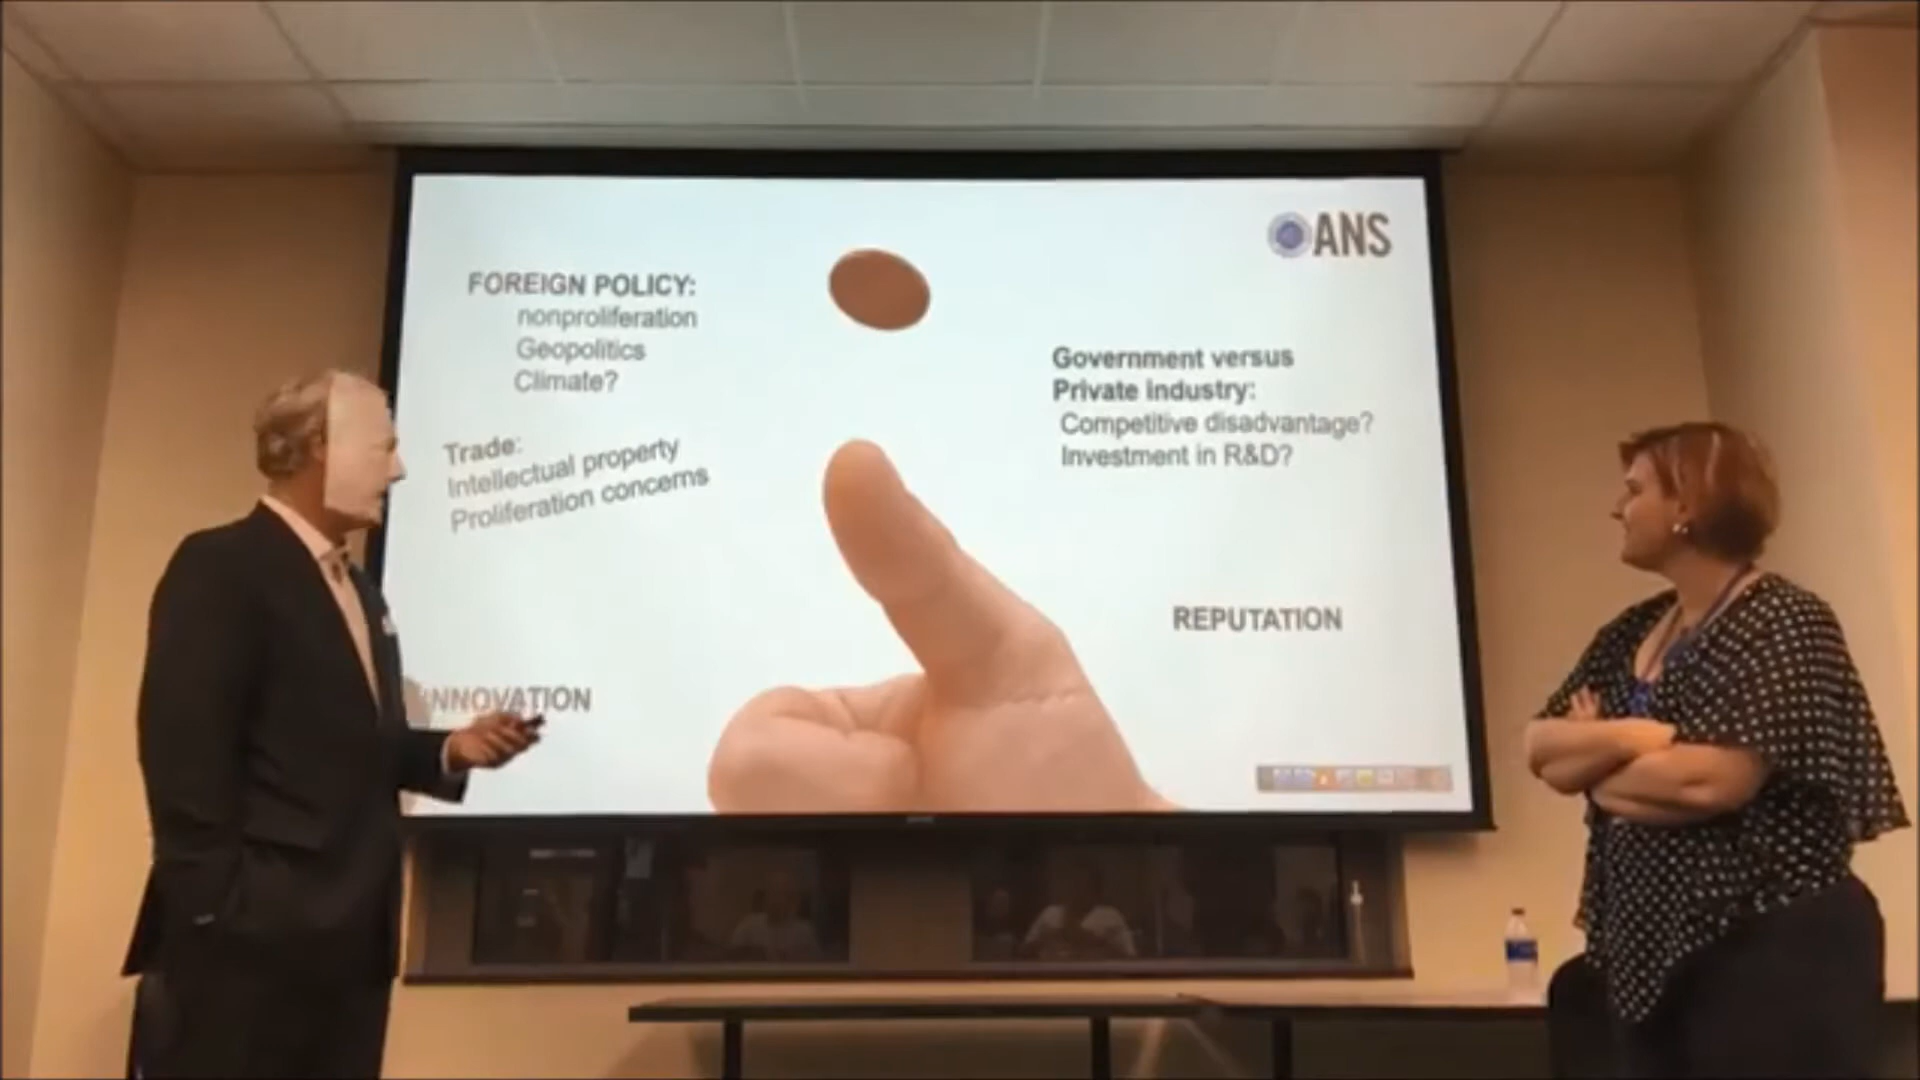 ANS
FOREIGN POLICY:
nonproliferation
Geopolitics
Climate?
Trade:
Intellectual property
Proliferation concerns
INNOVATION
Government versus
Private industry:
Competitive disadvantage?
Investment in R&D?
REPUTATION